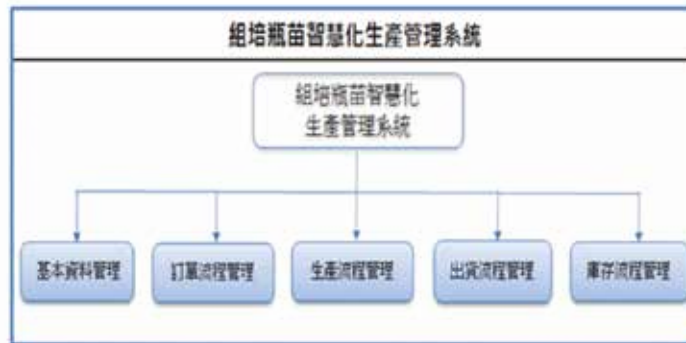 組培瓶苗智慧化生產管理系統
組培瓶苗智慧化
生產管理系統
基本資料管理
訂單流程管理
生產流程管理
出貨流程管理
庫存流程管理